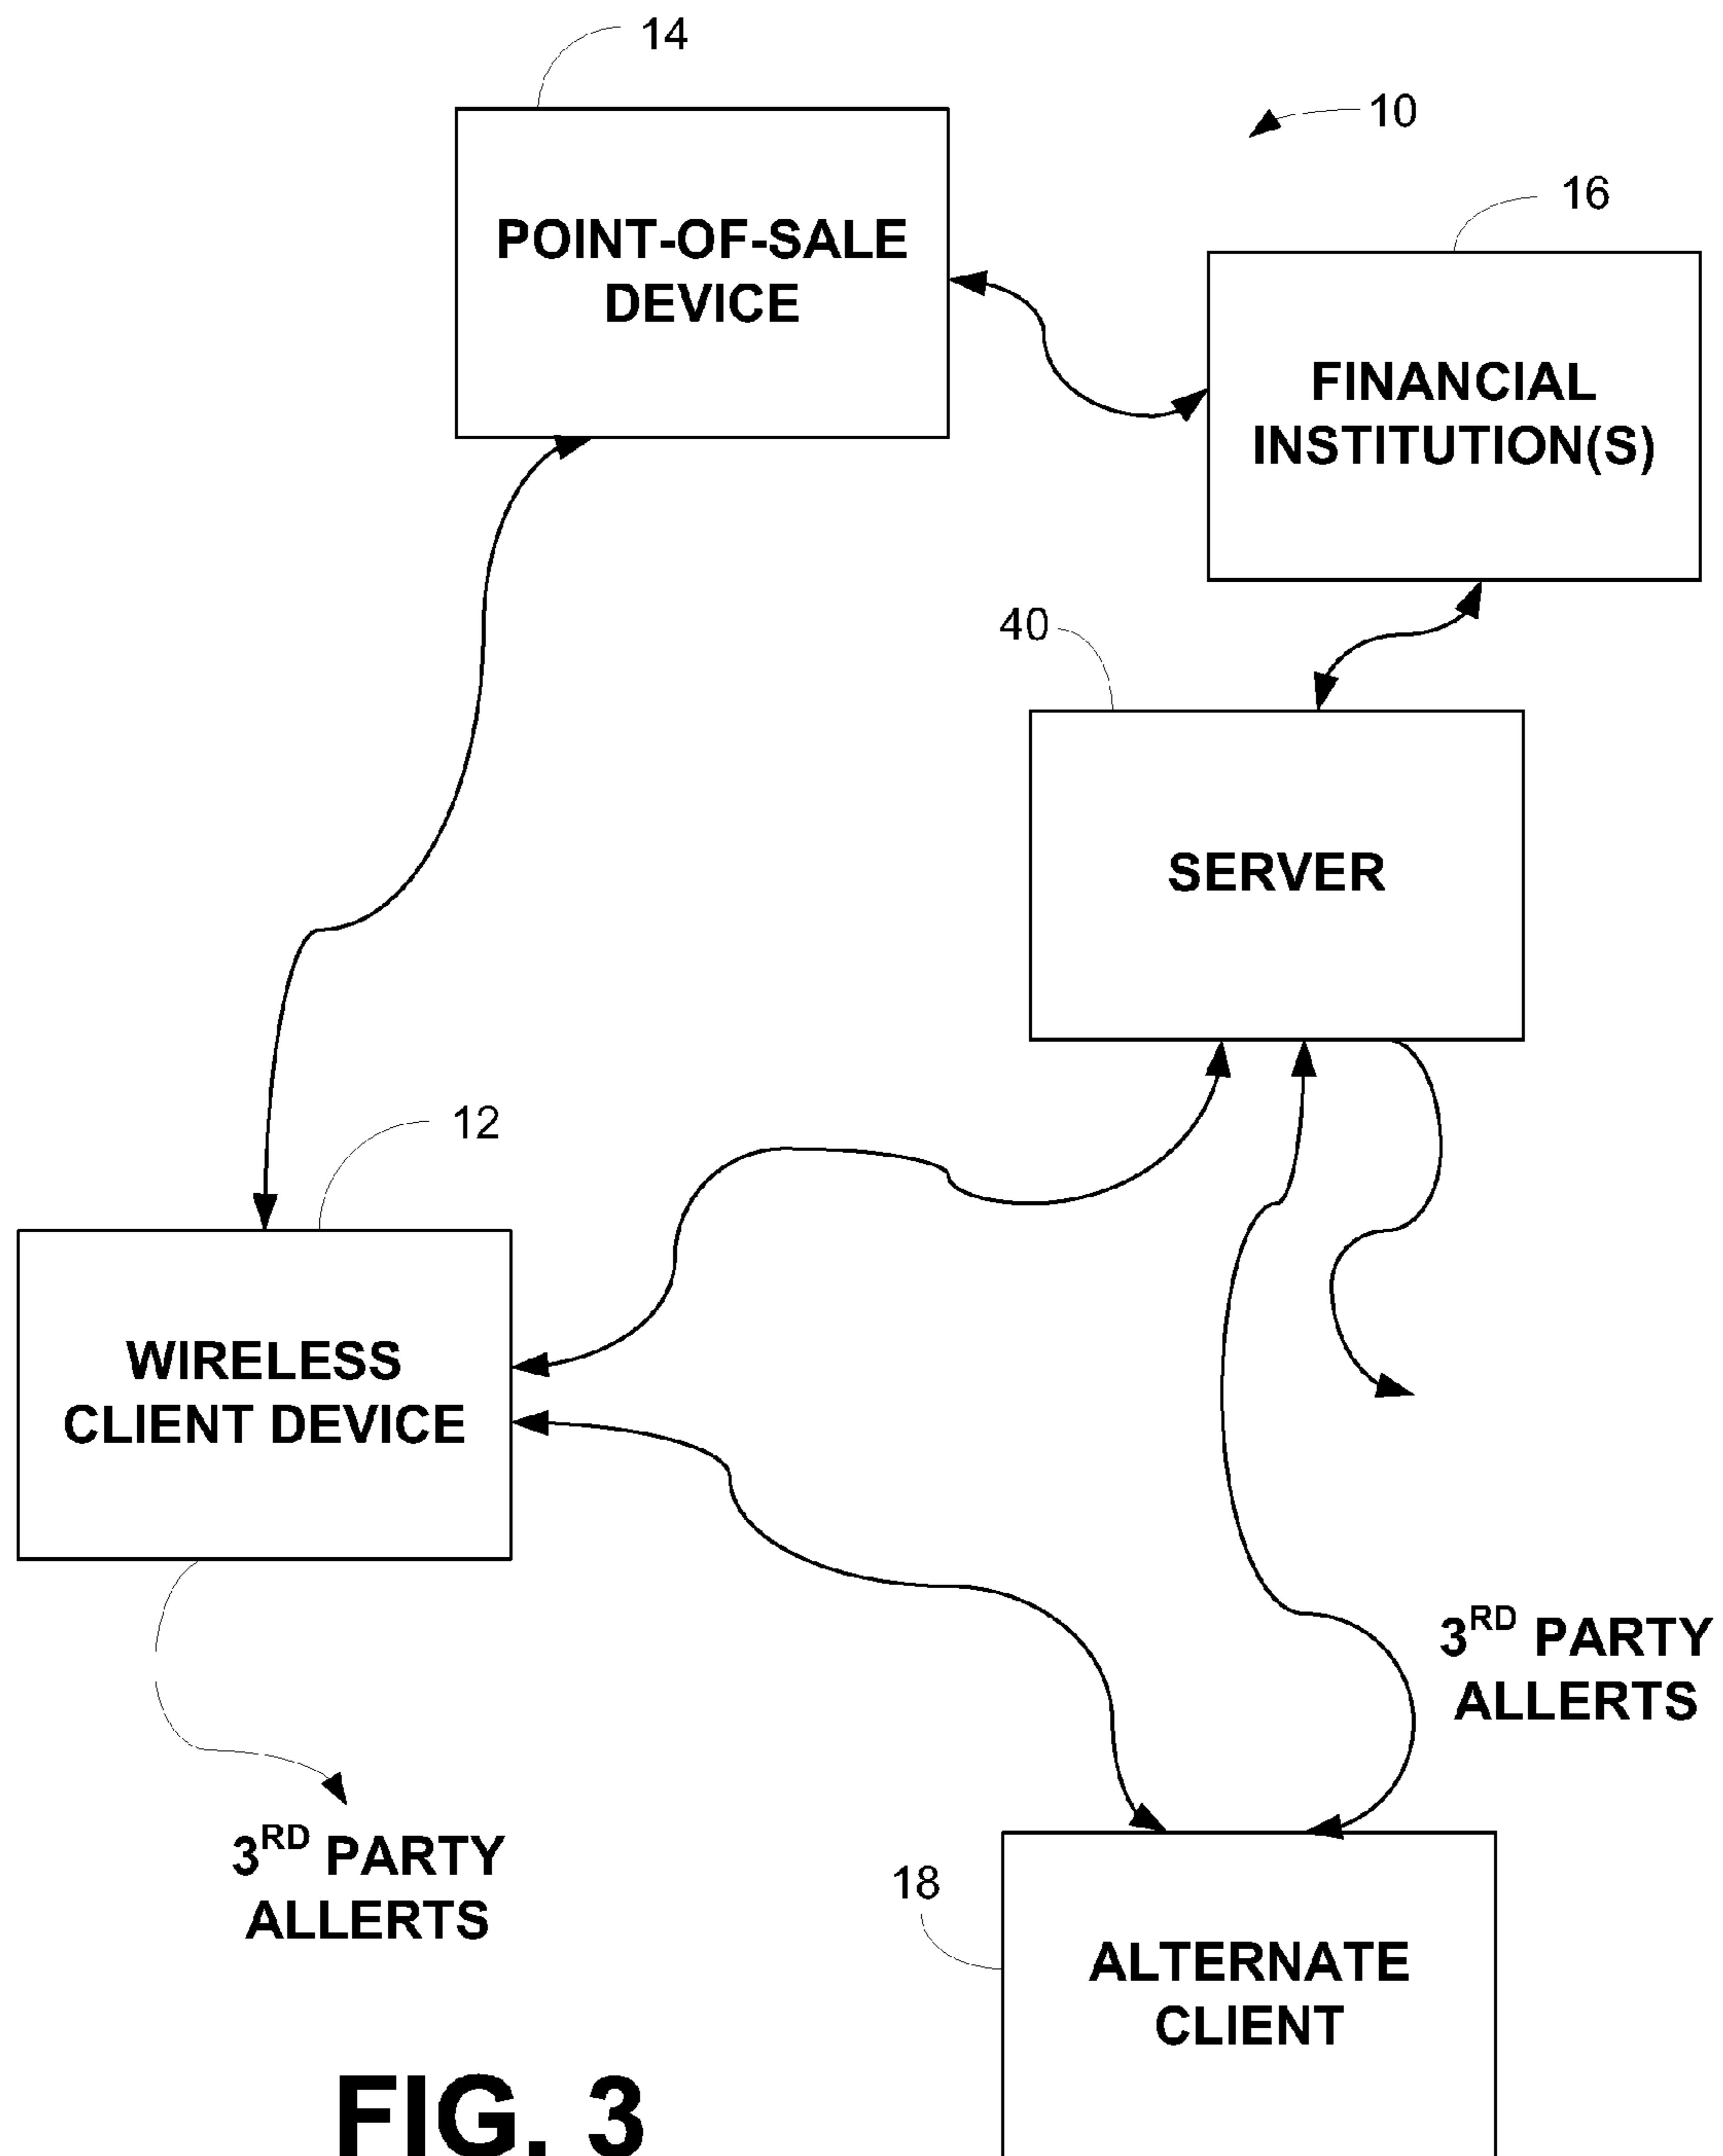 14
10
16
POINT-OF-SALE
DEVICE
FINANCIAL
INSTITUTION(S)
40
SERVER
12
WIRELESS
CLIENT DEVICE
3RD PARTY
ALLERTS
3RD PARTY
ALLERTS
18
ALTERNATE
CLIENT
FIG. 3